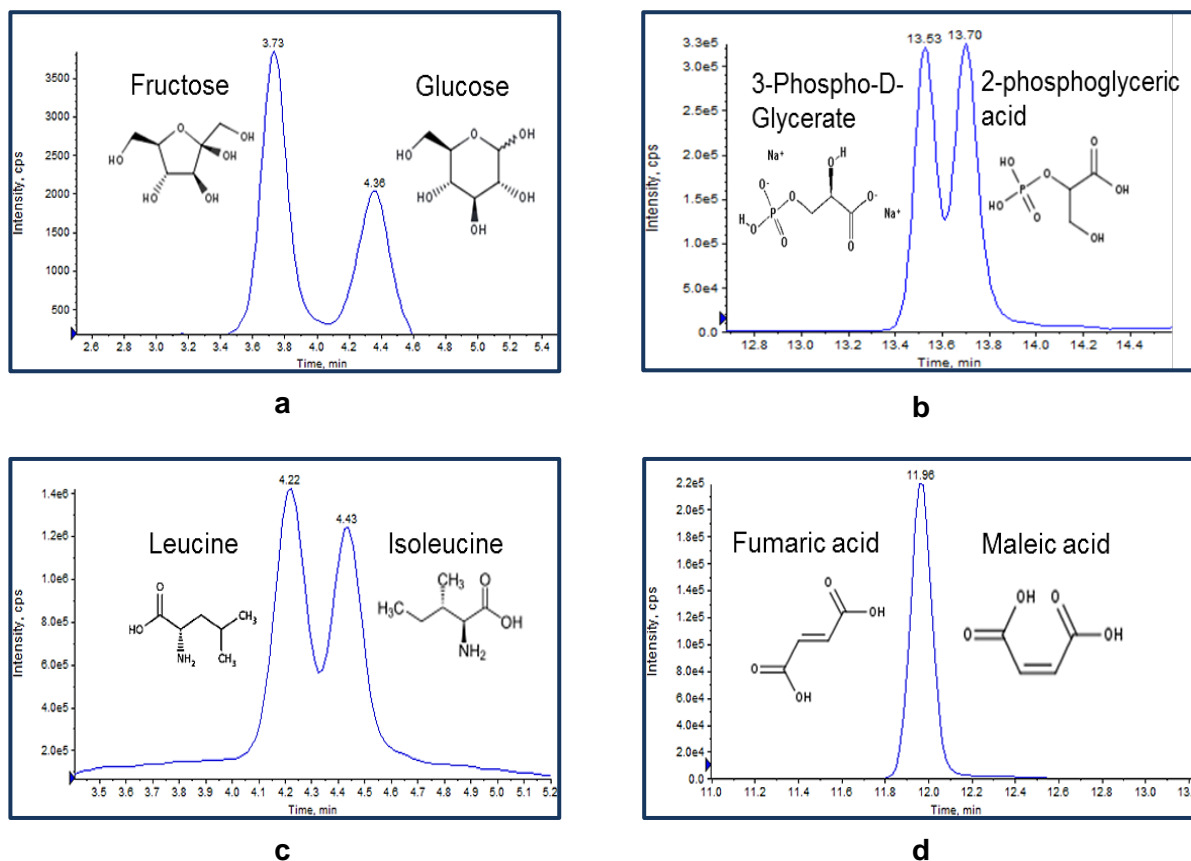 3.73
Fructose
Glucose
Intensity, cps
3500
3000
2500
2000
1500
1000
500
4.36
HO
O
OH
OH
HO
OH
HO
O
OH
HO
OH
OH
2.6 2.8 3.0 3.2 3.4 3.6 3.8 4.0 4.2 4.4 4.6 4.8 5.0 5.2 5.4
Time, min
a
13.53 13.70
3-Phospho-D-
Glycerate
2-phosphoglyceric
acid
Intensity, cps
3.3e5
3.0e5
2.5e5
2.0e5
1.5e5
1.0e5
5.0e4
0.0
Na⁺
O⁻
H
O
P
O
O
H
O
O⁻
O
Na⁺
HO
HO
P
O
O
O
OH
OH
12.8 13.0 13.2 13.4 13.6 13.8 14.0 14.2 14.4
Time, min
b
4.22
4.43
Leucine
Isoleucine
Intensity, cps
1.4e6
1.2e6
1.0e6
8.0e5
6.0e5
4.0e5
2.0e5
O
HO
NH₂
CH₃
CH₃
CH₃
H₃C
O
OH
NH₂
3.5 3.6 3.7 3.8 3.9 4.0 4.1 4.2 4.3 4.4 4.5 4.6 4.7 4.8 4.9 5.0 5.1 5.2
Time, min
c
11.96
Fumaric acid
Maleic acid
Intensity, cps
2.2e5
2.0e5
1.8e5
1.6e5
1.4e5
1.2e5
1.0e5
8.0e4
6.0e4
4.0e4
2.0e4
0.0
O
OH
O
OH
OH
O
O
OH
11.0 11.2 11.4 11.6 11.8 12.0 12.2 12.4 12.6 12.8 13.0
Time, min
d